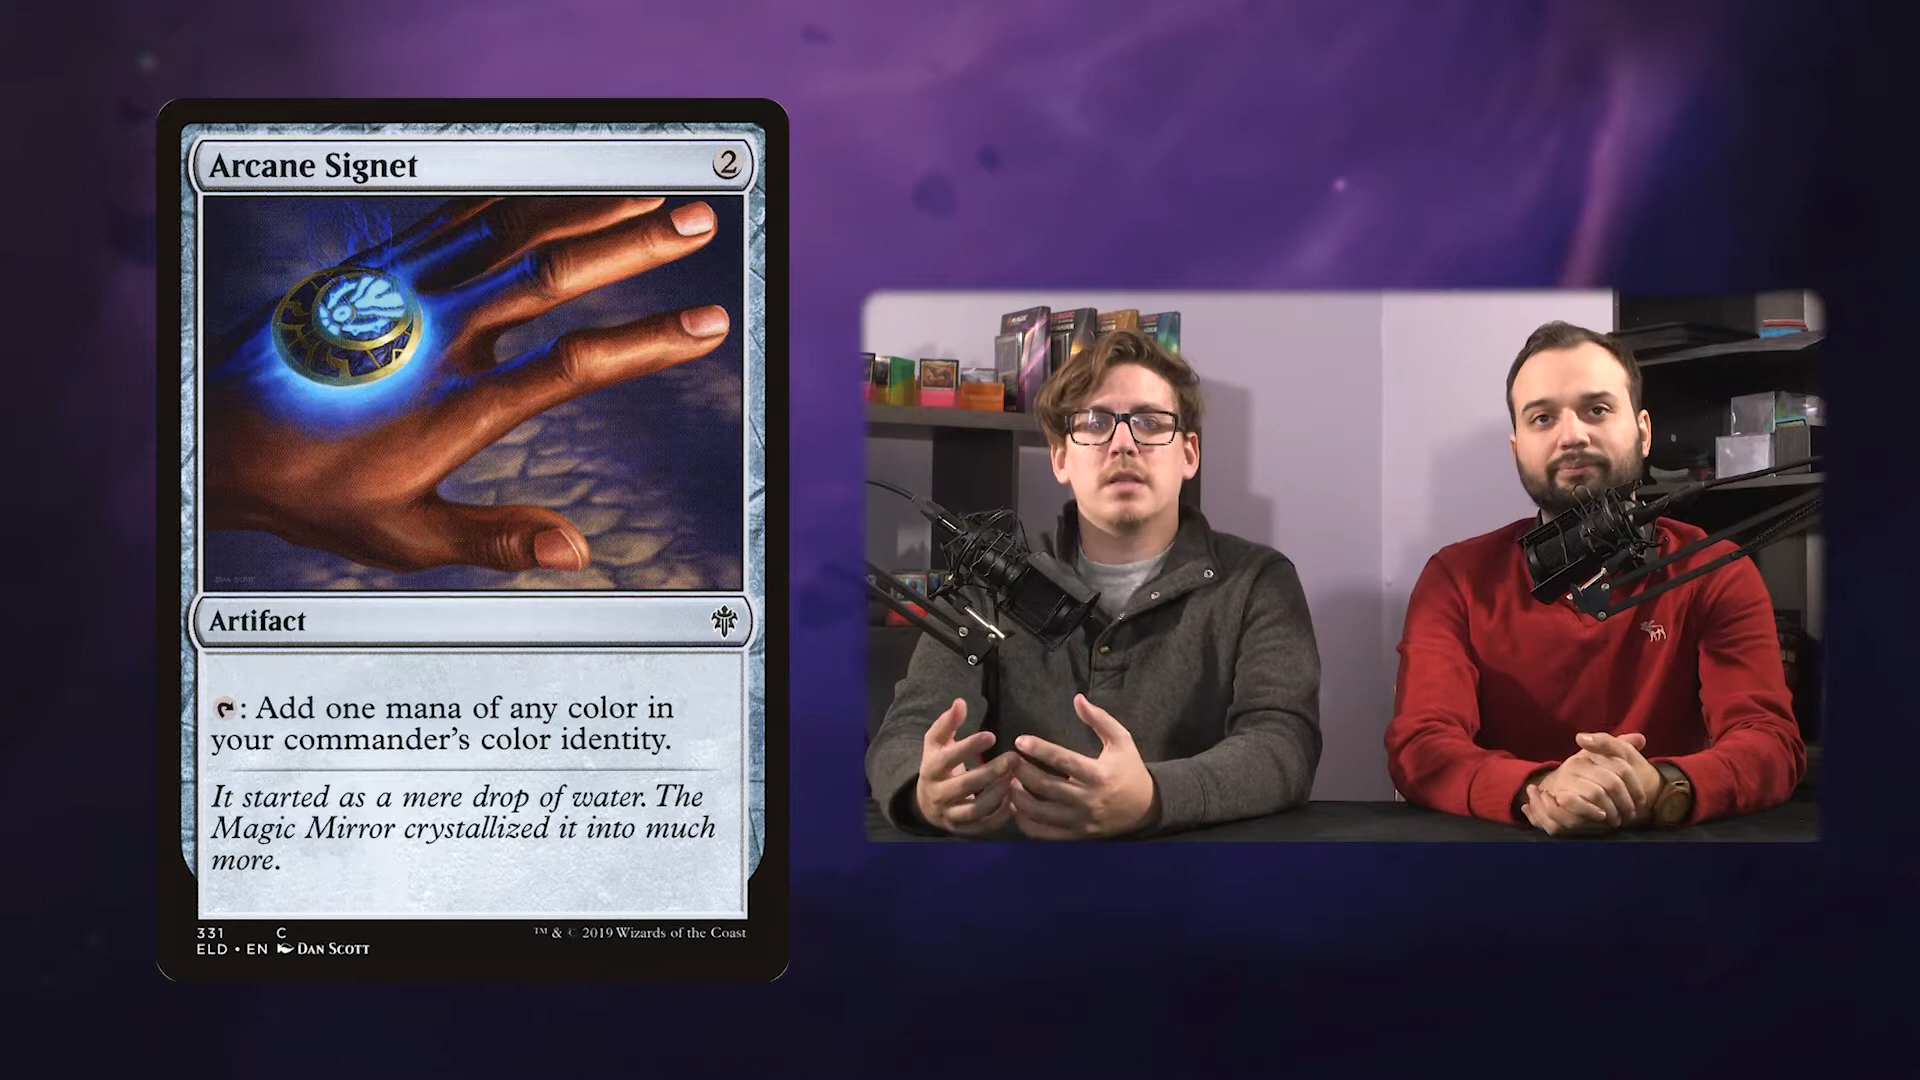 Arcane Signet 2
Artifact
: Add one mana of any color in
your commander's color identity.
It started as a mere drop of water. The
Magic Mirror crystallized it into much
more.
331 C
ELD • EN DAN SCOTT
™ & © 2019 Wizards of the Coast